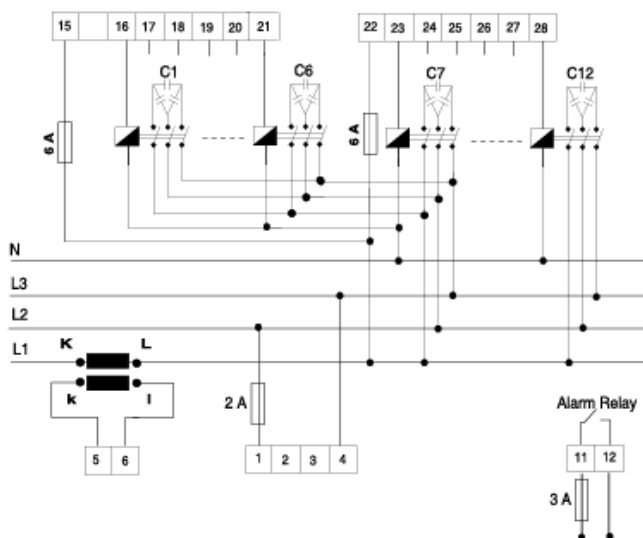 15 16 17 18 19 20 21 22 23 24 25 26 27 28
C1 C6 C7 C12
6 A 6 A
N
L3
L2
L1 K L
k l 2 A Alarm Relay
5 6 1 2 3 4 11 12
3 A